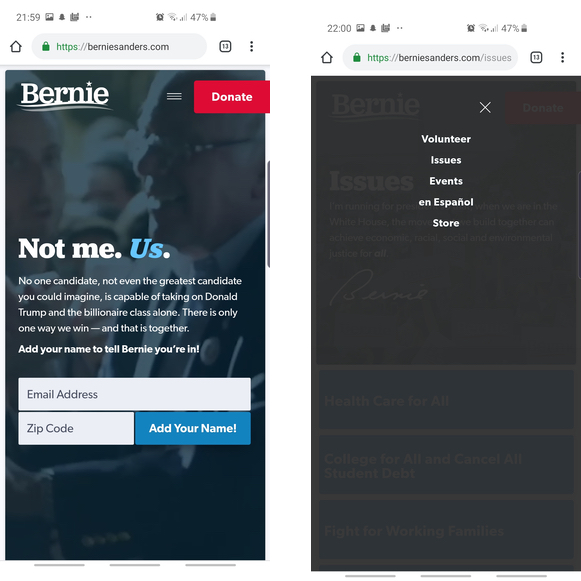 21:59
47%
https://berniesanders.com
13
Bernie
Donate
Not me. Us.
No one candidate, not even the greatest candidate
you could imagine, is capable of taking on Donald
Trump and the billionaire class alone. There is only
one way we win — and that is together.
Add your name to tell Bernie you're in!
Email Address
Zip Code
Add Your Name!
22:00
47%
https://berniesanders.com/issues
13
Bernie
Donate
Volunteer
Issues
Events
en Español
Store
Issues
I'm running for president so that, when we are in the
White House, the movement we build together can
achieve economic, racial, social and environmental
justice for all.
Bernie
Health Care for All
College for All and Cancel All
Student Debt
Fight for Working Families